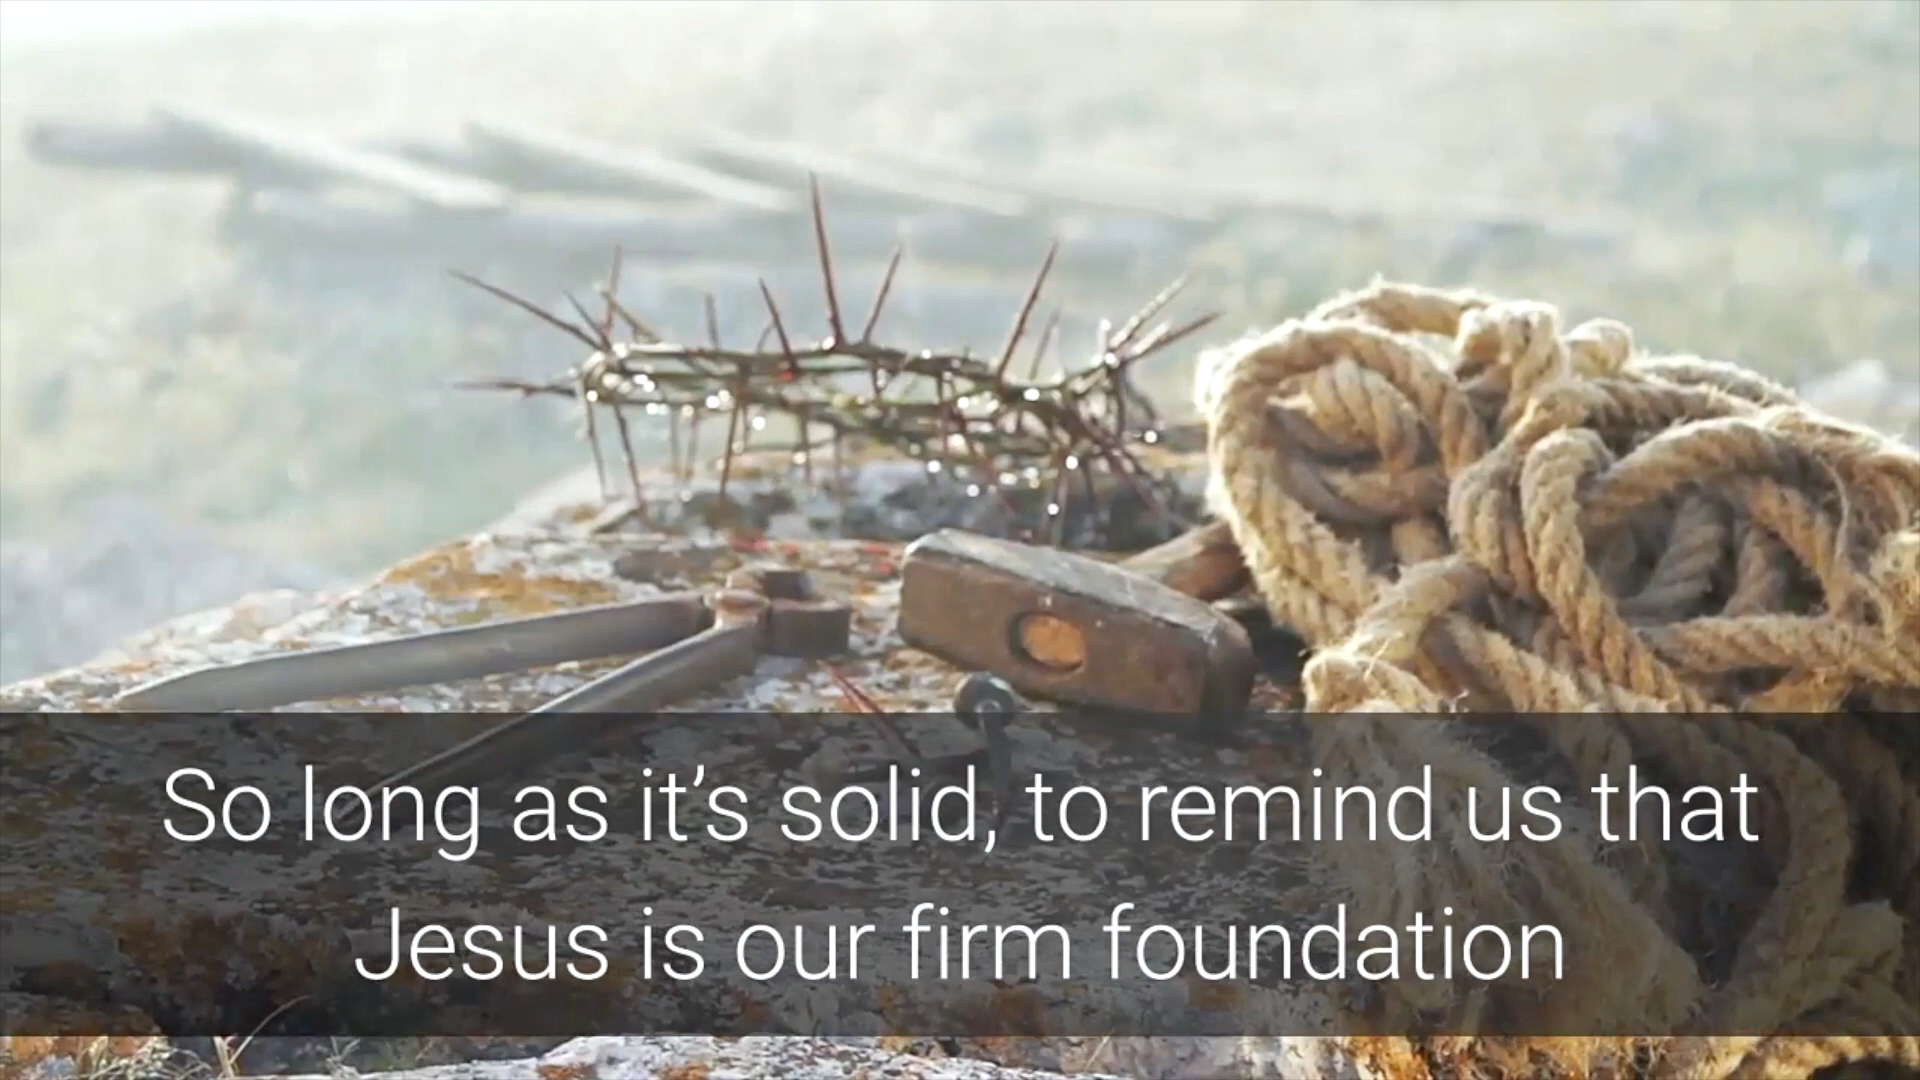 So long as it’s solid, to remind us that
Jesus is our firm foundation